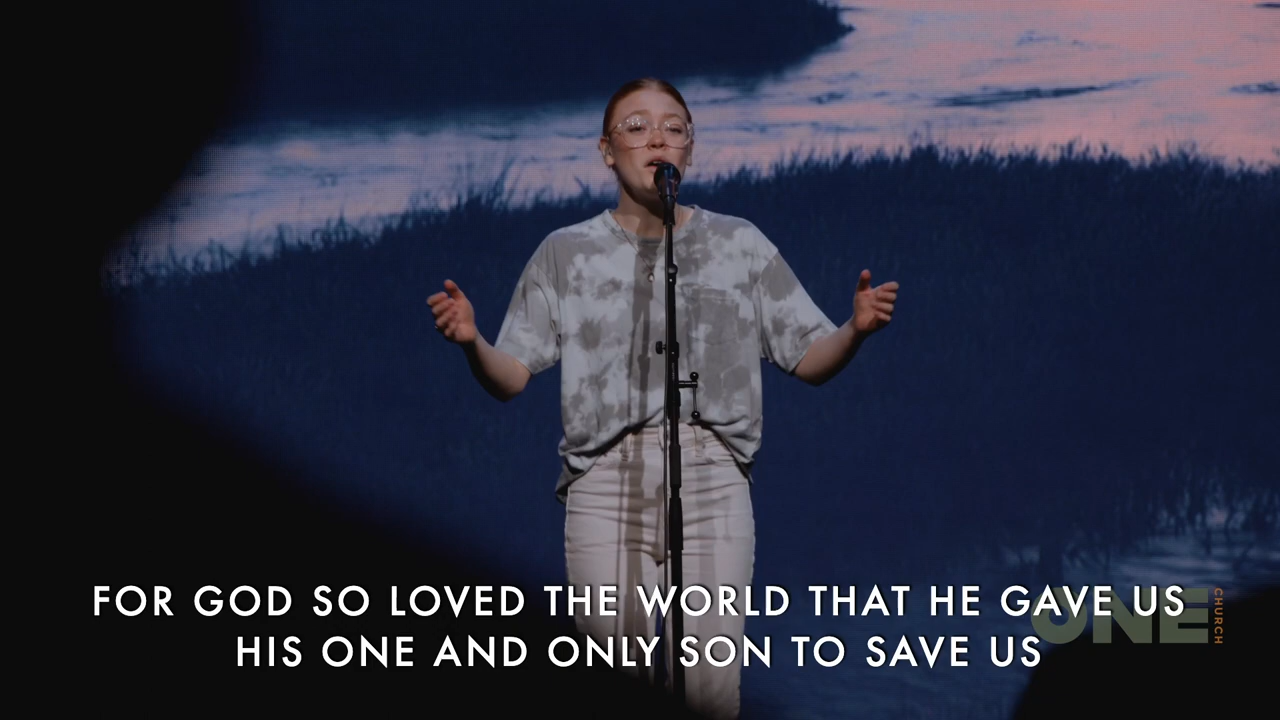 FOR GOD SO LOVED THE WORLD THAT HE GAVE US
HIS ONE AND ONLY SON TO SAVE US
ONE
CHURCH